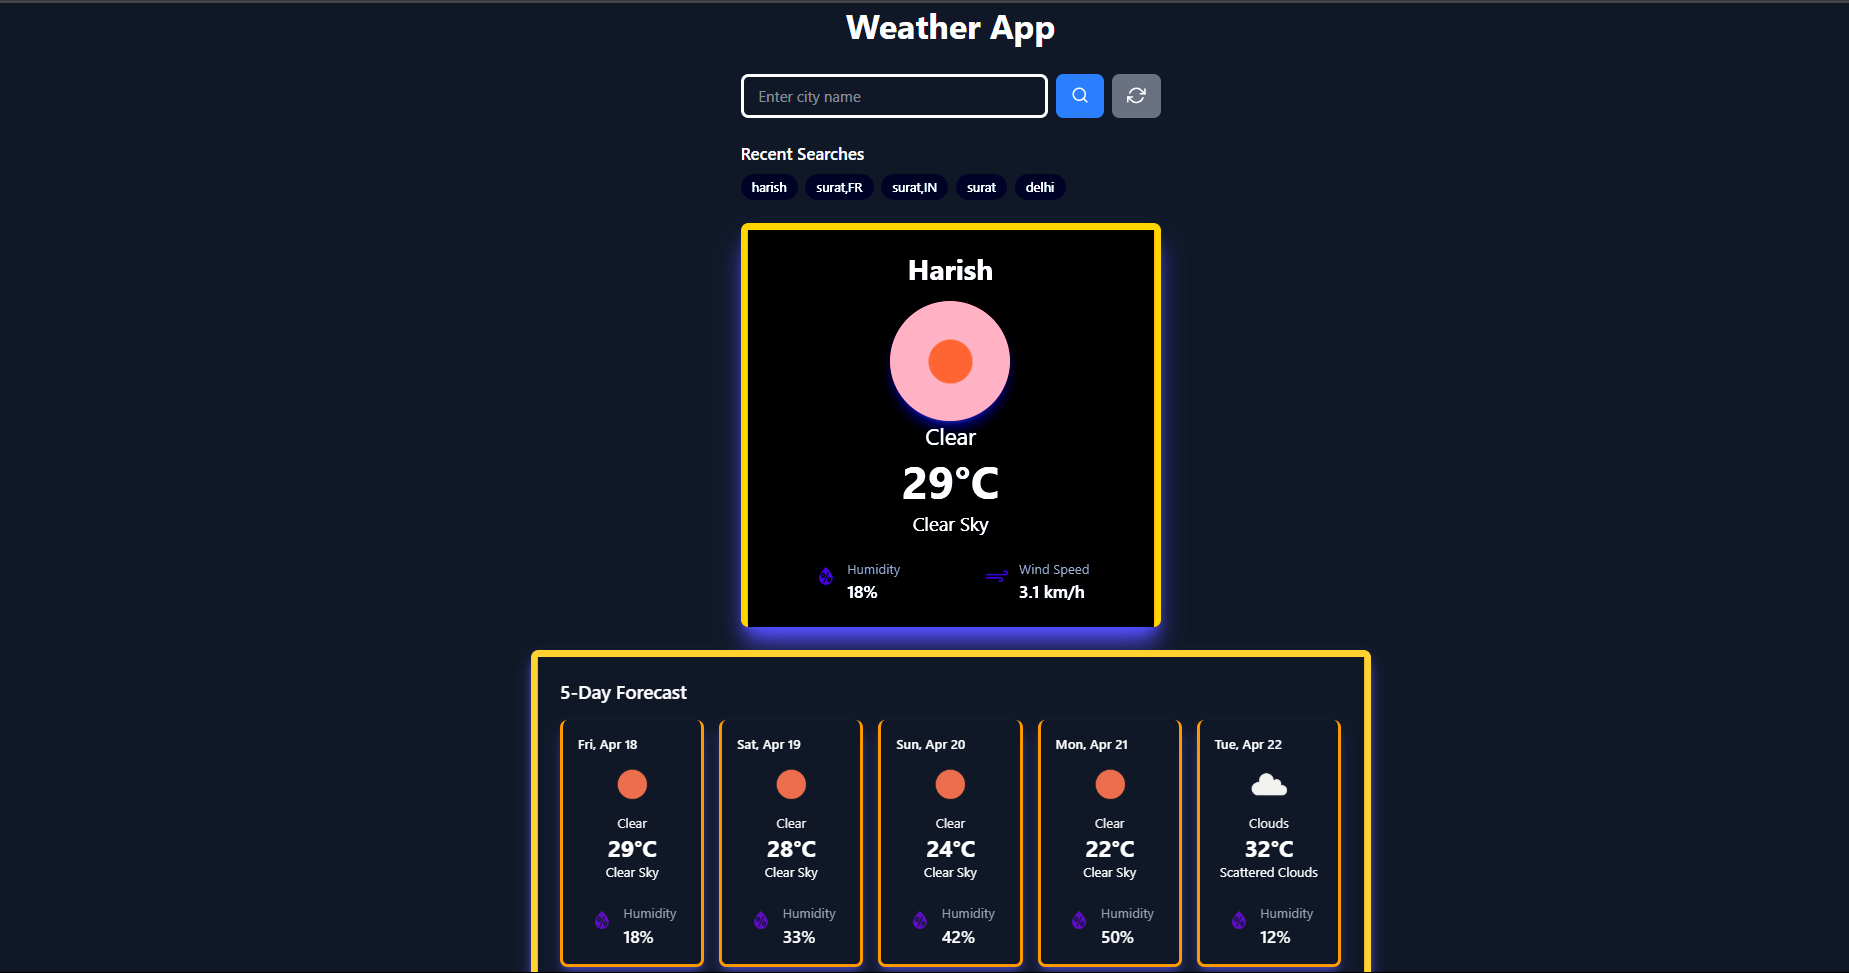 Weather App
Enter city name
Recent Searches
harish surat,FR surat,IN surat delhi
Harish
Clear
29°C
Clear Sky
Humidity Wind Speed
18% 3.1 km/h
5-Day Forecast
Fri, Apr 18 Sat, Apr 19 Sun, Apr 20 Mon, Apr 21 Tue, Apr 22
Clear Clear Clear Clear Clouds
29°C 28°C 24°C 22°C 32°C
Clear Sky Clear Sky Clear Sky Clear Sky Scattered Clouds
Humidity Humidity Humidity Humidity Humidity
18% 33% 42% 50% 12%